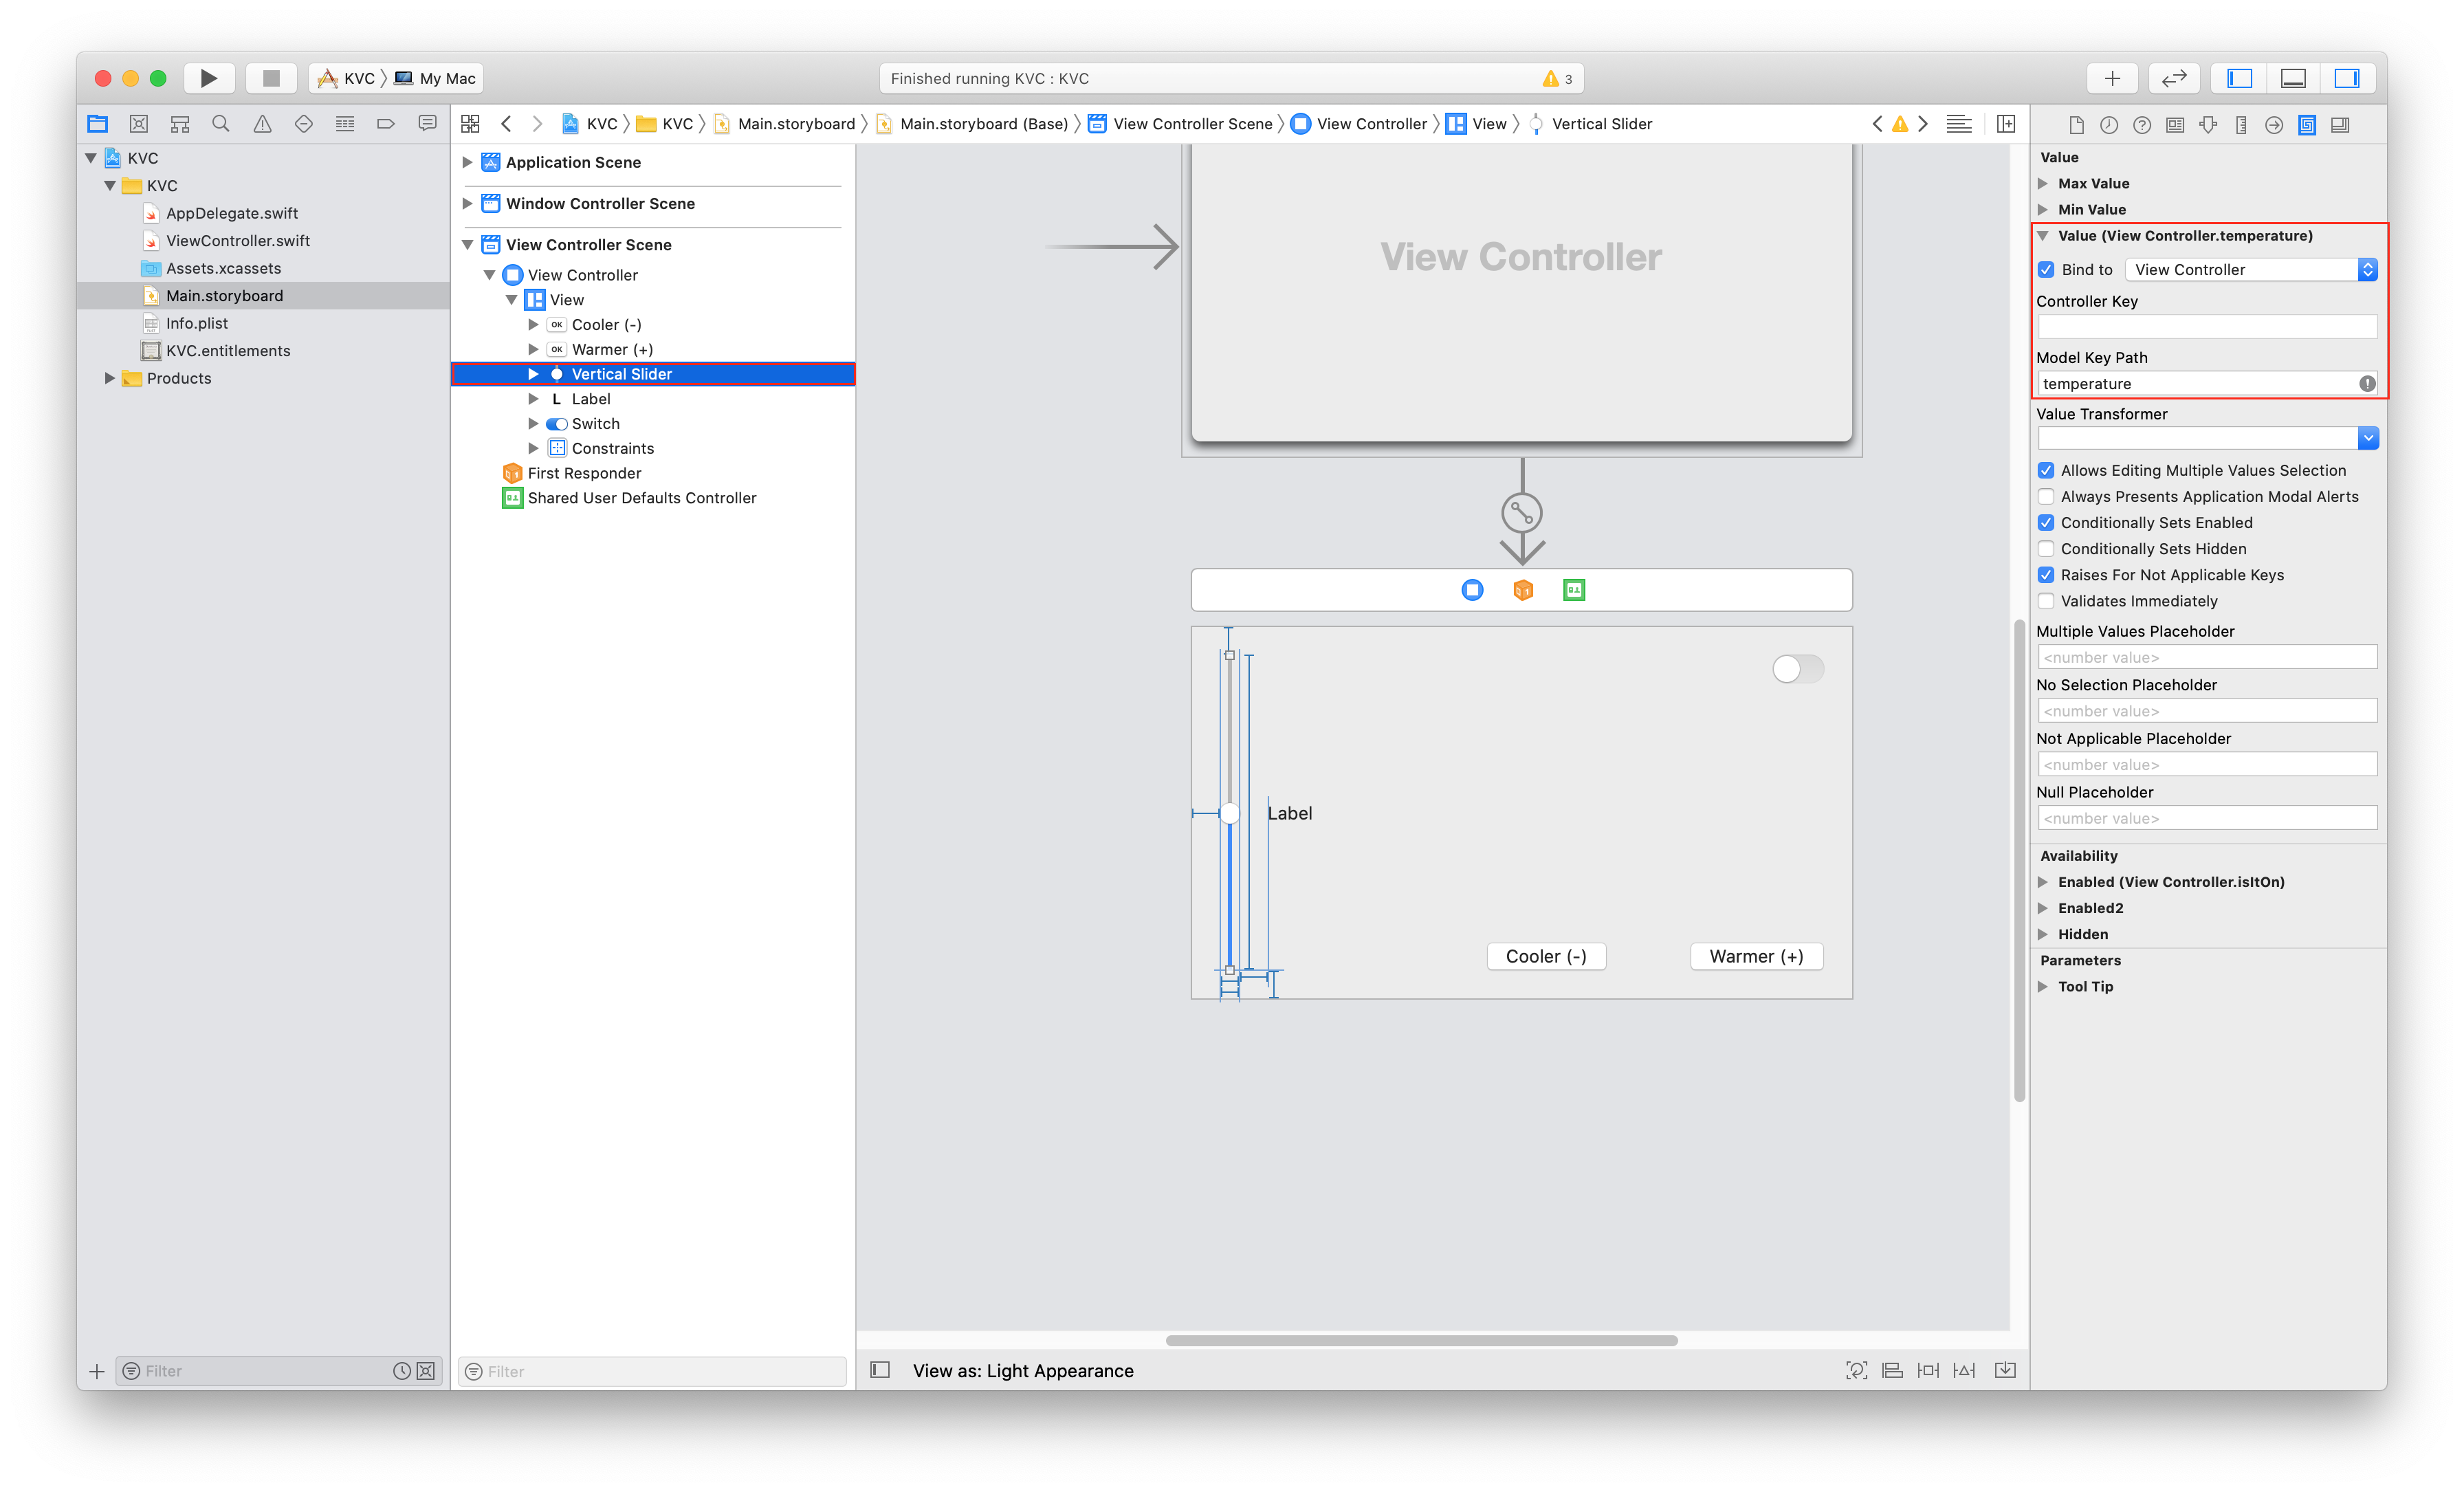 KVC
My Mac
Finished running KVC : KVC
3
KVC
KVC
Main.storyboard
Main.storyboard (Base)
View Controller Scene
View Controller
View
Vertical Slider
KVC
KVC
AppDelegate.swift
ViewController.swift
Assets.xcassets
Main.storyboard
Info.plist
KVC.entitlements
Products
Filter
Application Scene
Window Controller Scene
View Controller Scene
View Controller
View
OK Cooler (-)
OK Warmer (+)
Vertical Slider
L Label
Switch
Constraints
First Responder
Shared User Defaults Controller
Filter
View Controller
Label
Cooler (-)
Warmer (+)
View as: Light Appearance
Value
Max Value
Min Value
Value (View Controller.temperature)
Bind to
View Controller
Controller Key
Model Key Path
temperature
Value Transformer
Allows Editing Multiple Values Selection
Always Presents Application Modal Alerts
Conditionally Sets Enabled
Conditionally Sets Hidden
Raises For Not Applicable Keys
Validates Immediately
Multiple Values Placeholder
<number value>
No Selection Placeholder
<number value>
Not Applicable Placeholder
<number value>
Null Placeholder
<number value>
Availability
Enabled (View Controller.isItOn)
Enabled2
Hidden
Parameters
Tool Tip